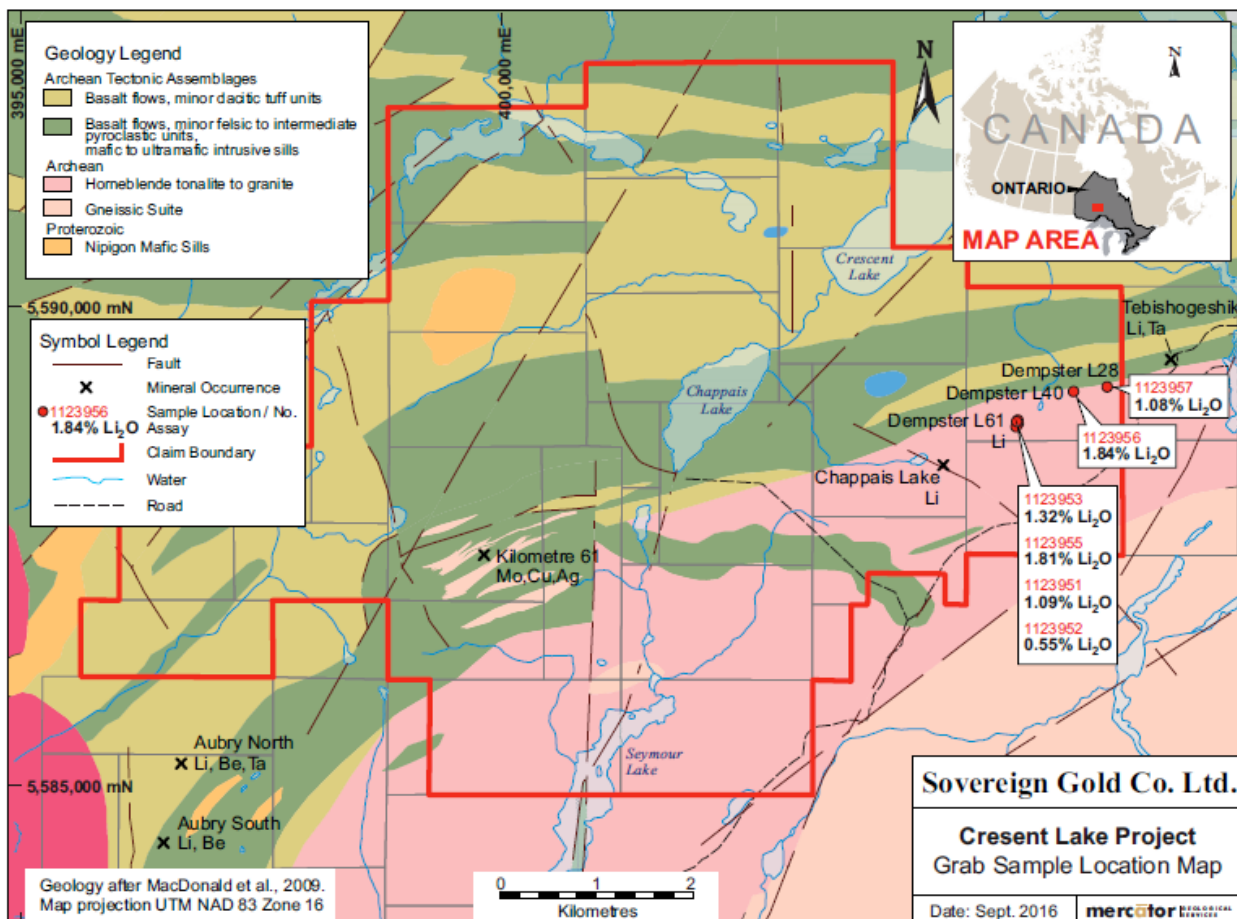 395,000 mE
400,000 mE
5,590,000 mN
5,585,000 mN
Geology Legend
Archean Tectonic Assemblages
Basalt flows, minor dacitic tuff units
Basalt flows, minor felsic to intermediate
pyroclastic units,
mafic to ultramafic intrusive sills
Archean
Horneblende tonalite to granite
Gneissic Suite
Proterozoic
Nipigon Mafic Sills
Symbol Legend
Fault
Mineral Occurrence
1123956 Sample Location / No.
1.84% Li₂O Assay
Claim Boundary
Water
Road
N
N
CANADA
ONTARIO
MAP AREA
Crescent
Lake
Chappais
Lake
Tebishogeshik
Li,Ta
Dempster L28
Dempster L40
Dempster L61
Li
1123957
1.08% Li₂O
1123956
1.84% Li₂O
Chappais Lake
Li
1123953
1.32% Li₂O
1123955
1.81% Li₂O
1123951
1.09% Li₂O
1123952
0.55% Li₂O
Kilometre 61
Mo,Cu,Ag
Seymour
Lake
Aubry North
Li, Be,Ta
Aubry South
Li, Be
Geology after MacDonald et al., 2009.
Map projection UTM NAD 83 Zone 16
0 1 2
Kilometres
Sovereign Gold Co. Ltd.
Cresent Lake Project
Grab Sample Location Map
Date: Sept. 2016
mercator GEOLOGICAL
SERVICES